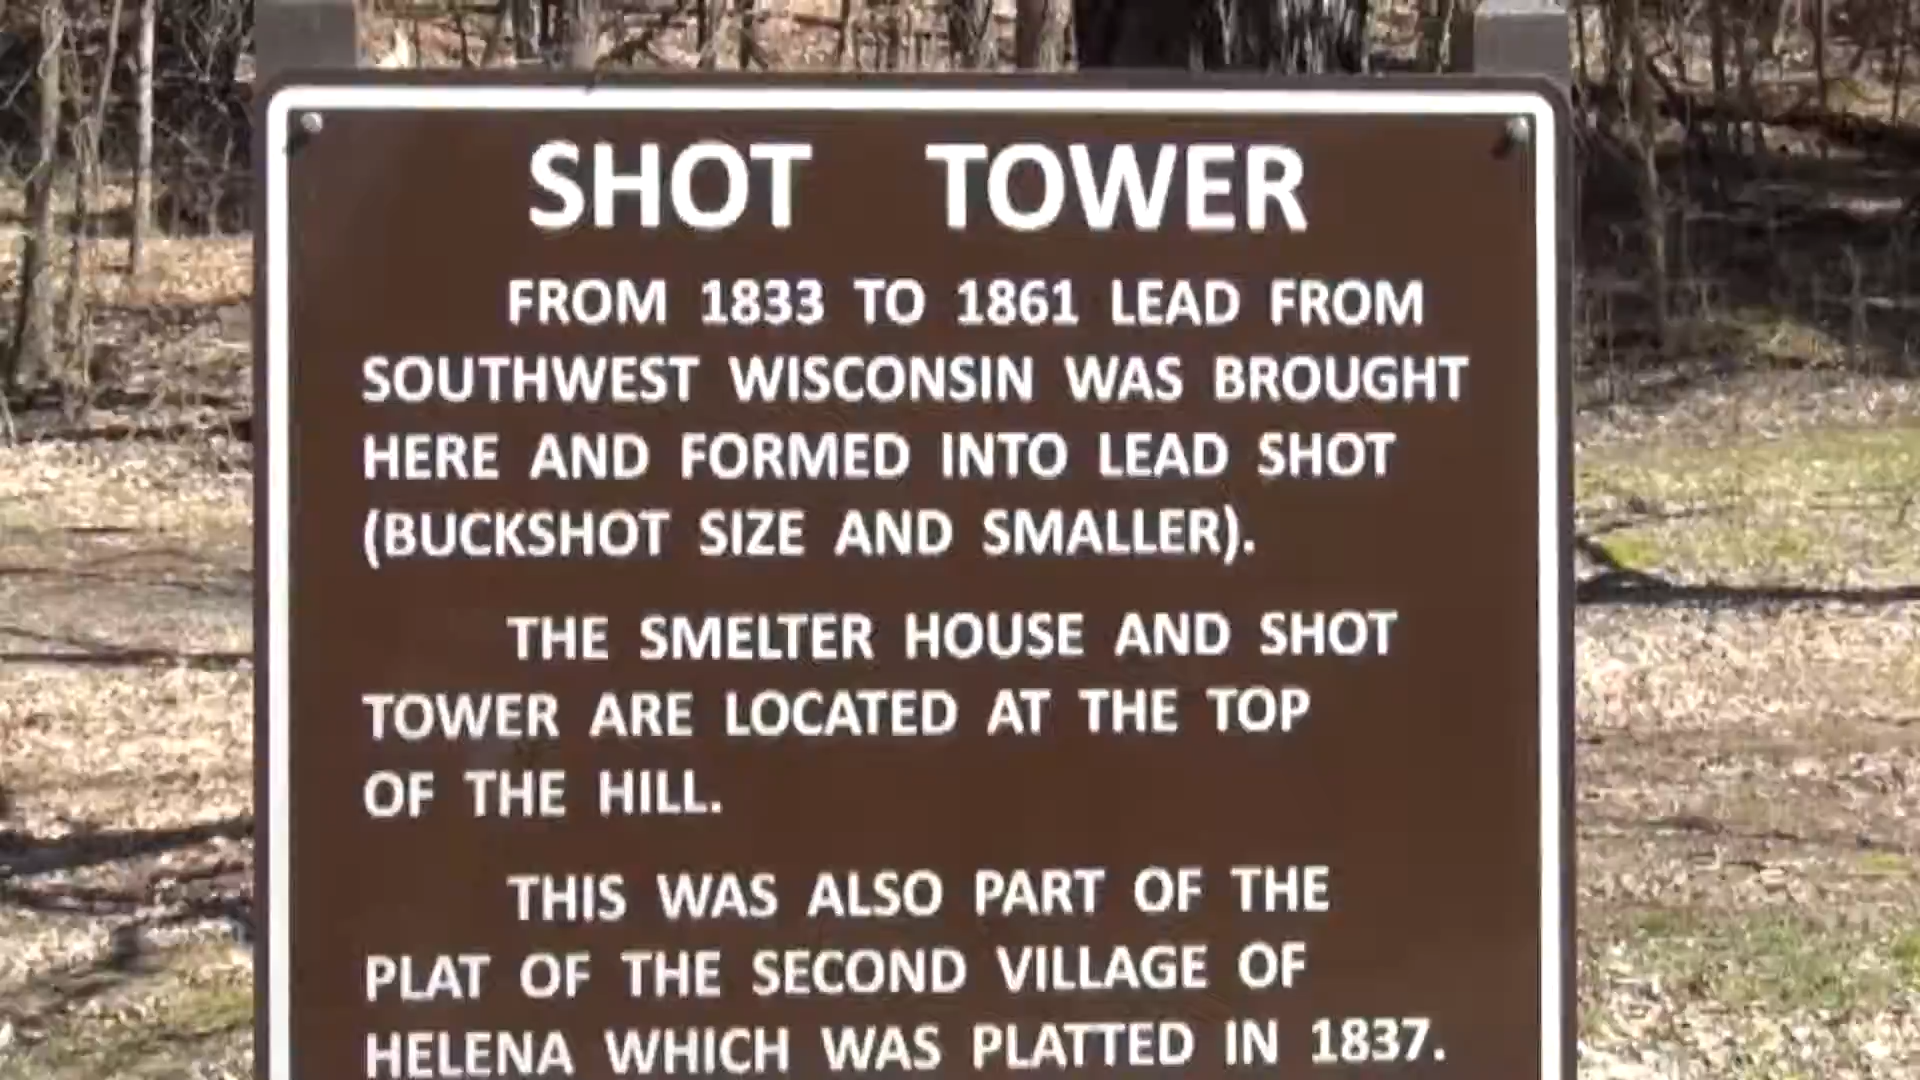 SHOT TOWER
FROM 1833 TO 1861 LEAD FROM
SOUTHWEST WISCONSIN WAS BROUGHT
HERE AND FORMED INTO LEAD SHOT
(BUCKSHOT SIZE AND SMALLER).
THE SMELTER HOUSE AND SHOT
TOWER ARE LOCATED AT THE TOP
OF THE HILL.
THIS WAS ALSO PART OF THE
PLAT OF THE SECOND VILLAGE OF
HELENA WHICH WAS PLATTED IN 1837.